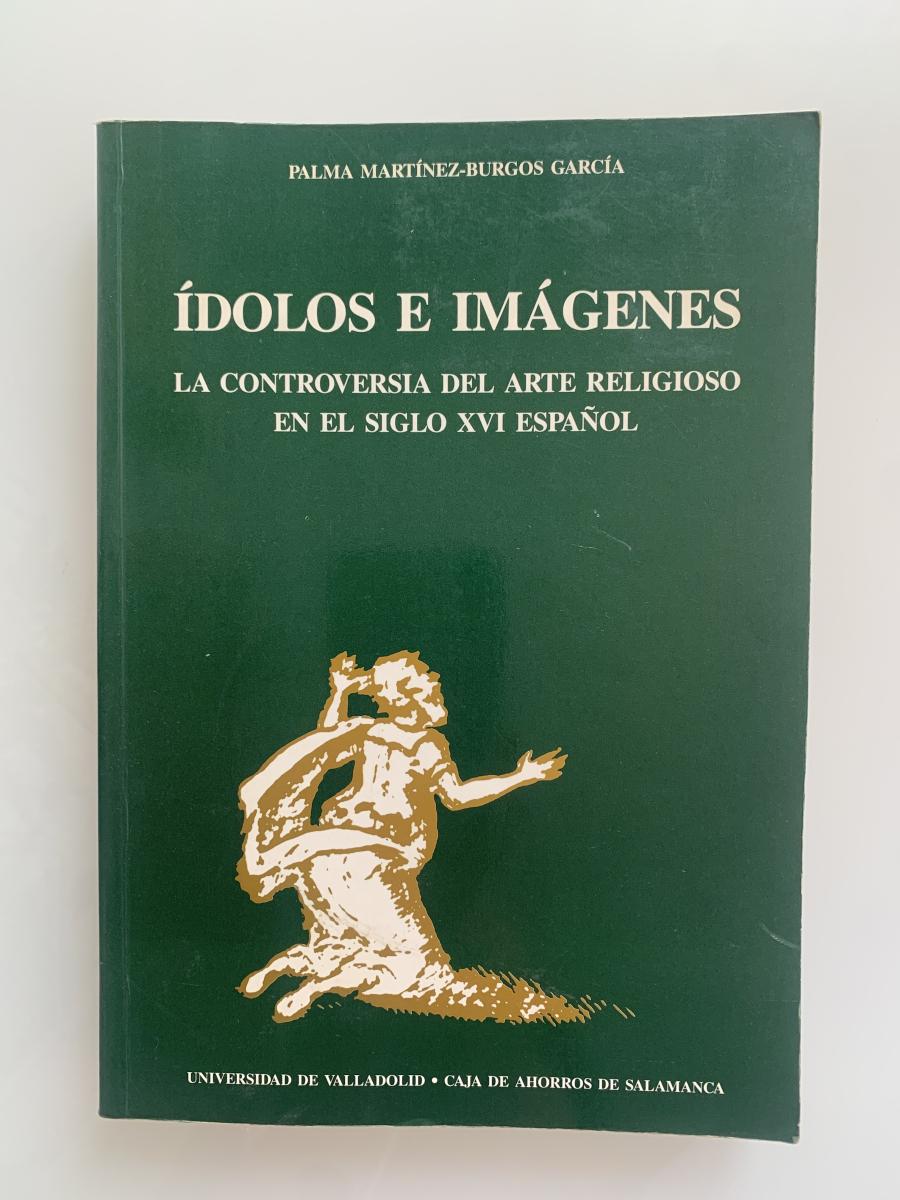 PALMA MARTÍNEZ-BURGOS GARCÍA
ÍDOLOS E IMÁGENES
LA CONTROVERSIA DEL ARTE RELIGIOSO
EN EL SIGLO XVI ESPAÑOL
UNIVERSIDAD DE VALLADOLID • CAJA DE AHORROS DE SALAMANCA